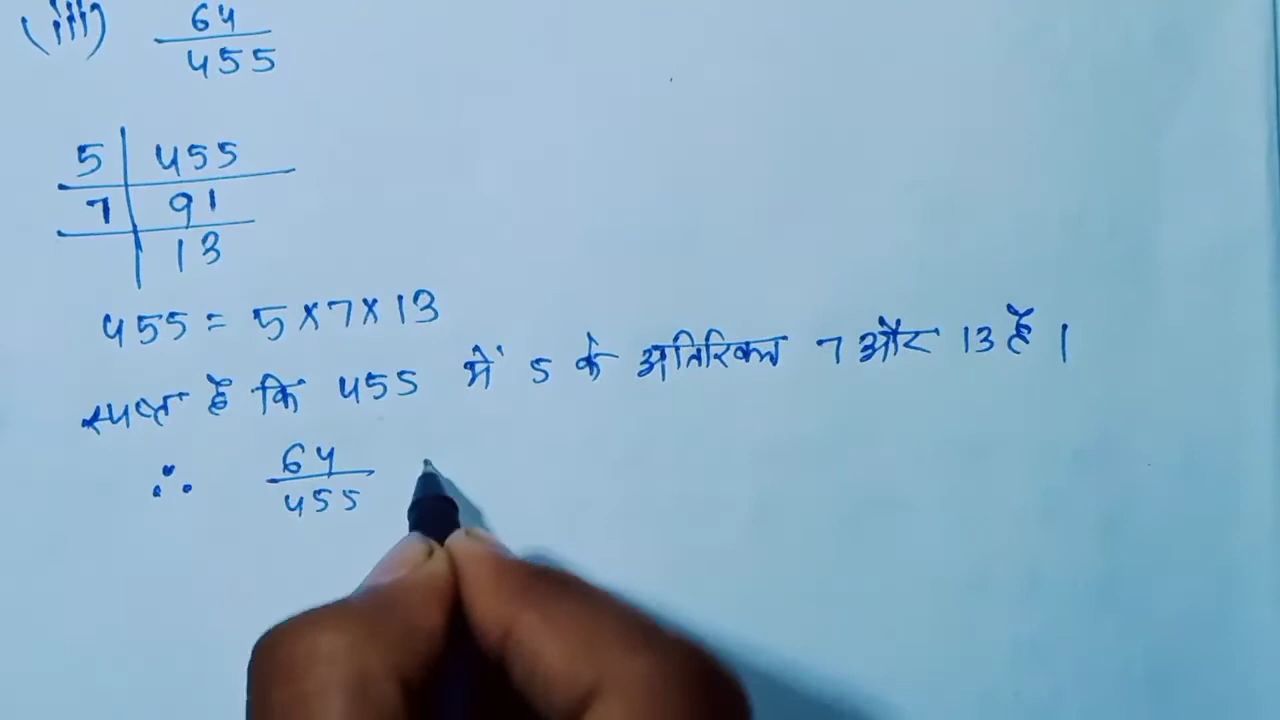 (iii) 64/455
5 | 455
7 | 91
| 13
455 = 5×7×13
स्पष्ट है कि 455 में 5 के अतिरिक्त 7 और 13 है ।
∴ 64/455